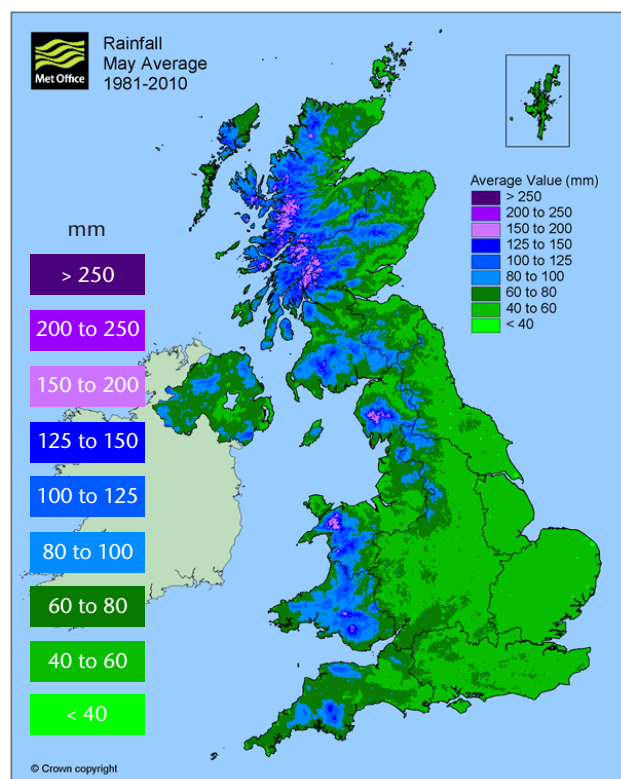 Met Office
Rainfall
May Average
1981-2010
mm
> 250
200 to 250
150 to 200
125 to 150
100 to 125
80 to 100
60 to 80
40 to 60
< 40
Average Value (mm)
> 250
200 to 250
150 to 200
125 to 150
100 to 125
80 to 100
60 to 80
40 to 60
< 40
© Crown copyright